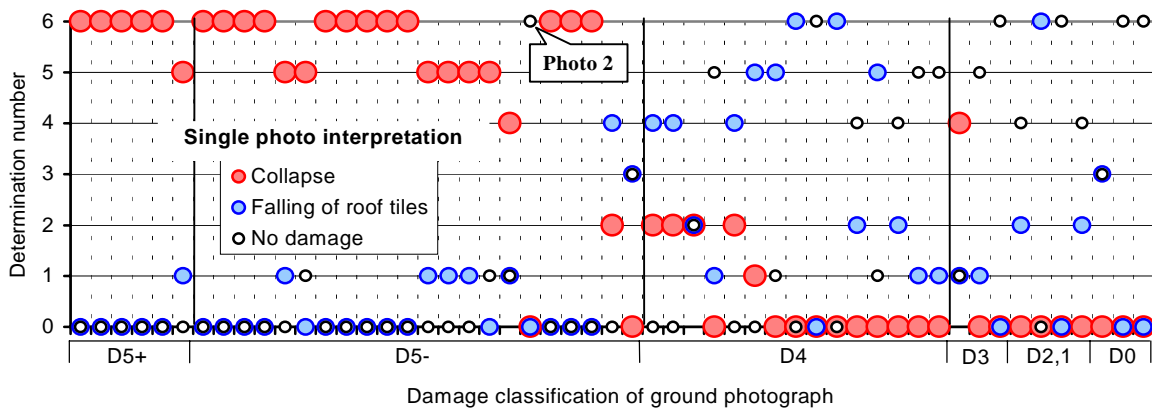 6
5
4
3
2
1
0
Determination number
Photo 2
Single photo interpretation
Collapse
Falling of roof tiles
No damage
D5+ D5- D4 D3 D2,1 D0
Damage classification of ground photograph